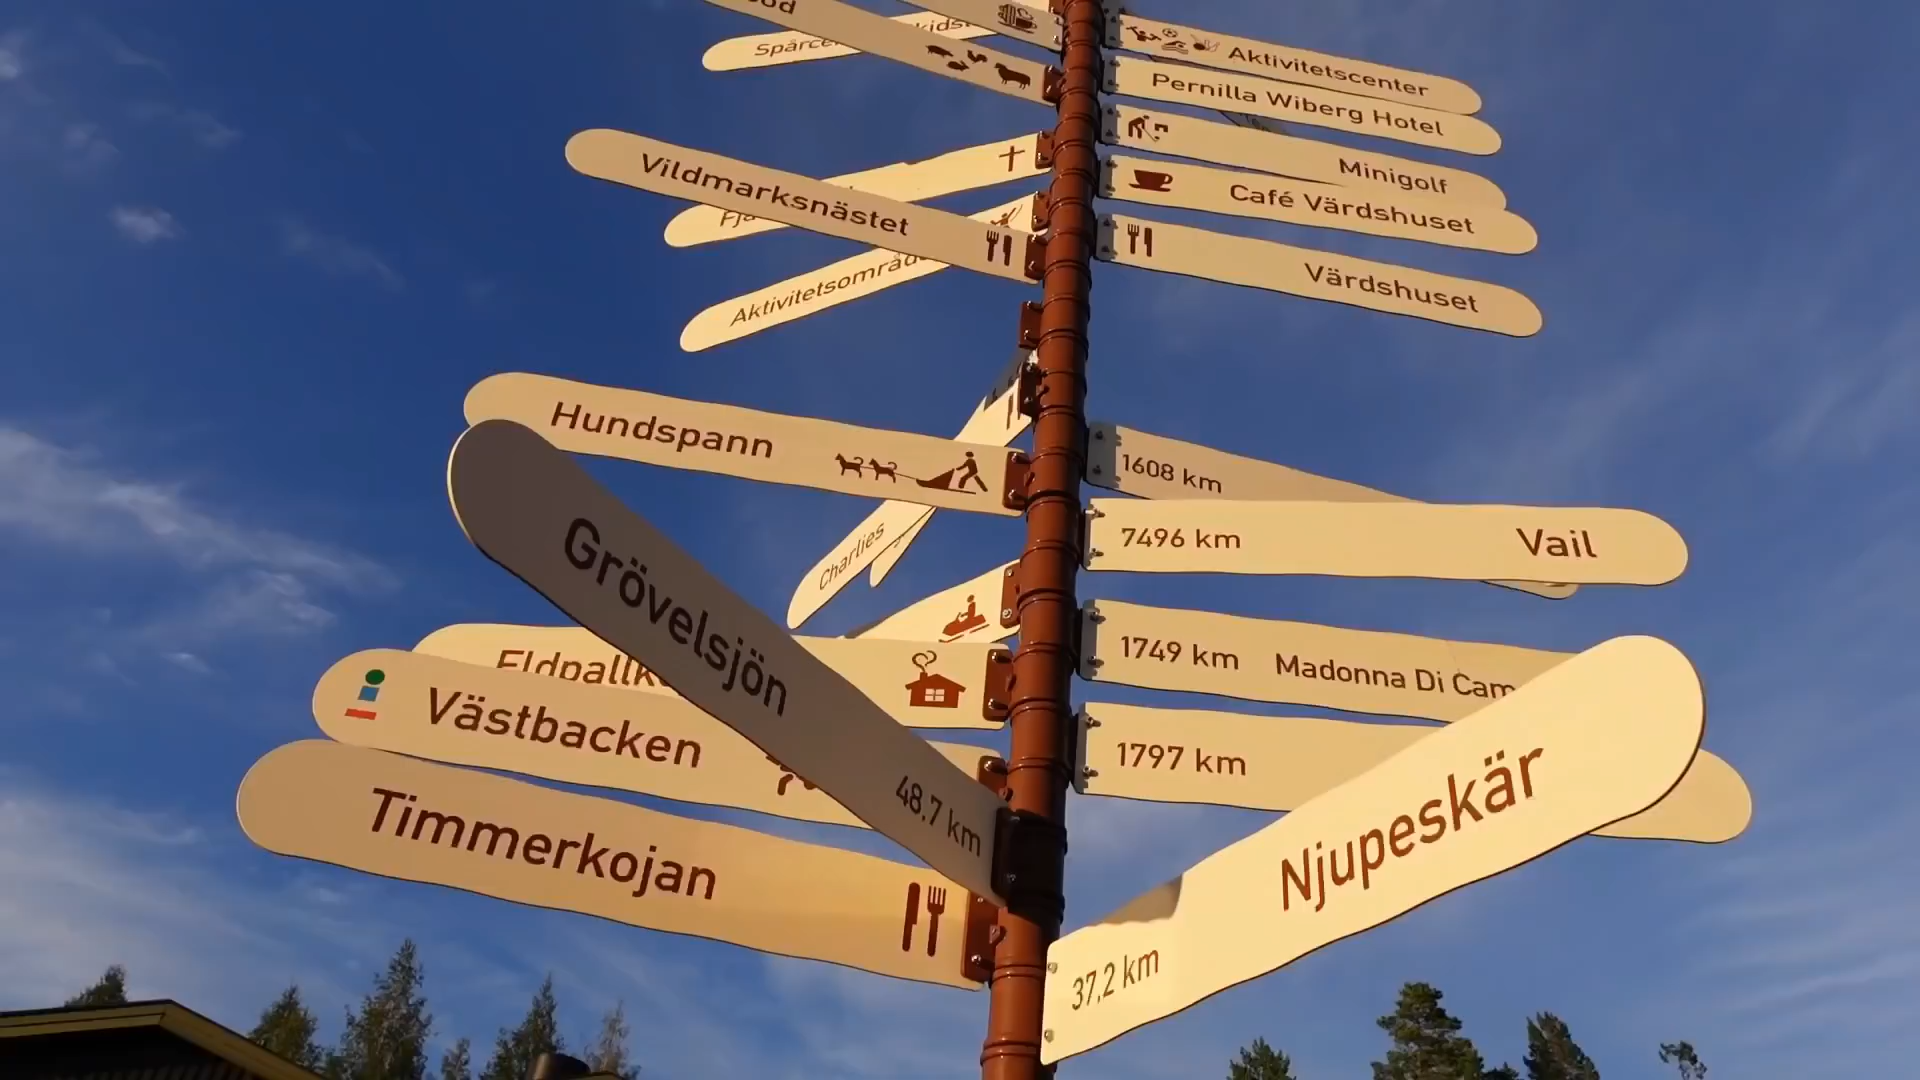 Aktivitetscenter
Pernilla Wiberg Hotel
Minigolf
Vildmarksnästet
Café Värdshuset
Värdshuset
Hundspann
1608 km
7496 km Vail
Charlies
Grövelsjön
48.7 km
1749 km Madonna Di
Västbacken
1797 km
Timmerkojan
Njupeskär
37,2 km